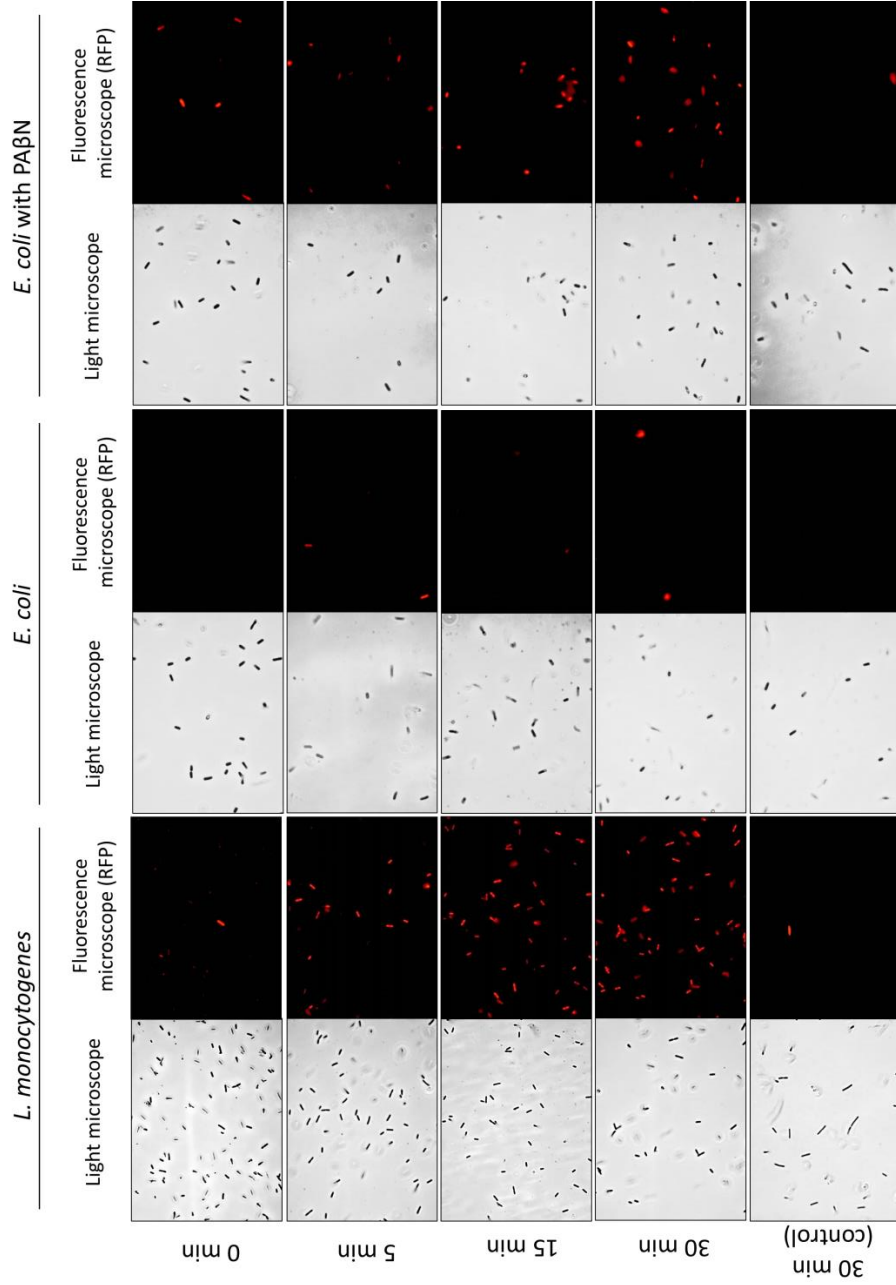 E. coli with PAβN
Light microscope
Fluorescence
microscope (RFP)
E. coli
Light microscope
Fluorescence
microscope (RFP)
L. monocytogenes
Light microscope
Fluorescence
microscope (RFP)
0 min
5 min
15 min
30 min
30 min
(control)